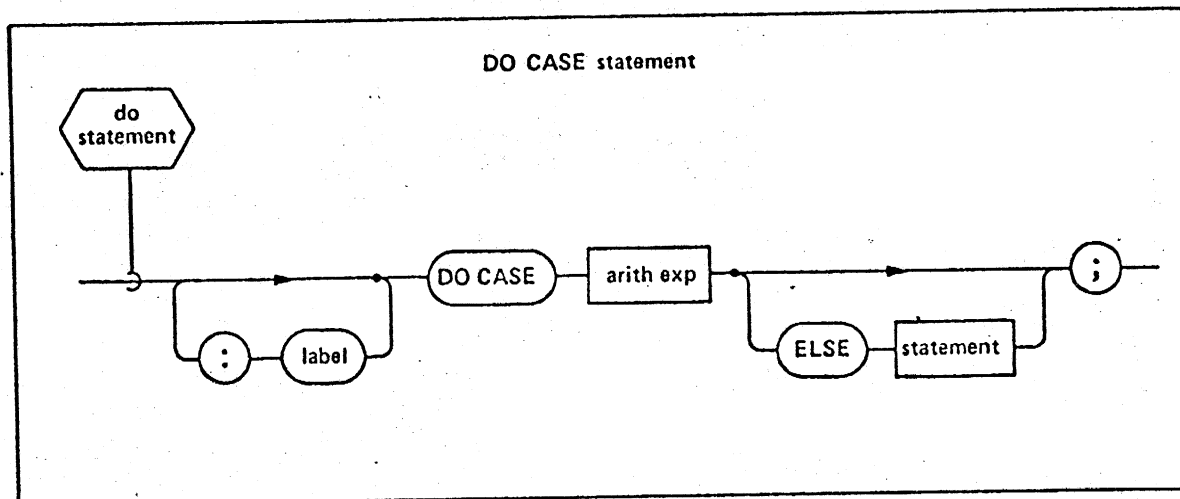 DO CASE statement
do
statement
DO CASE
arith exp
;
:
label
ELSE
statement